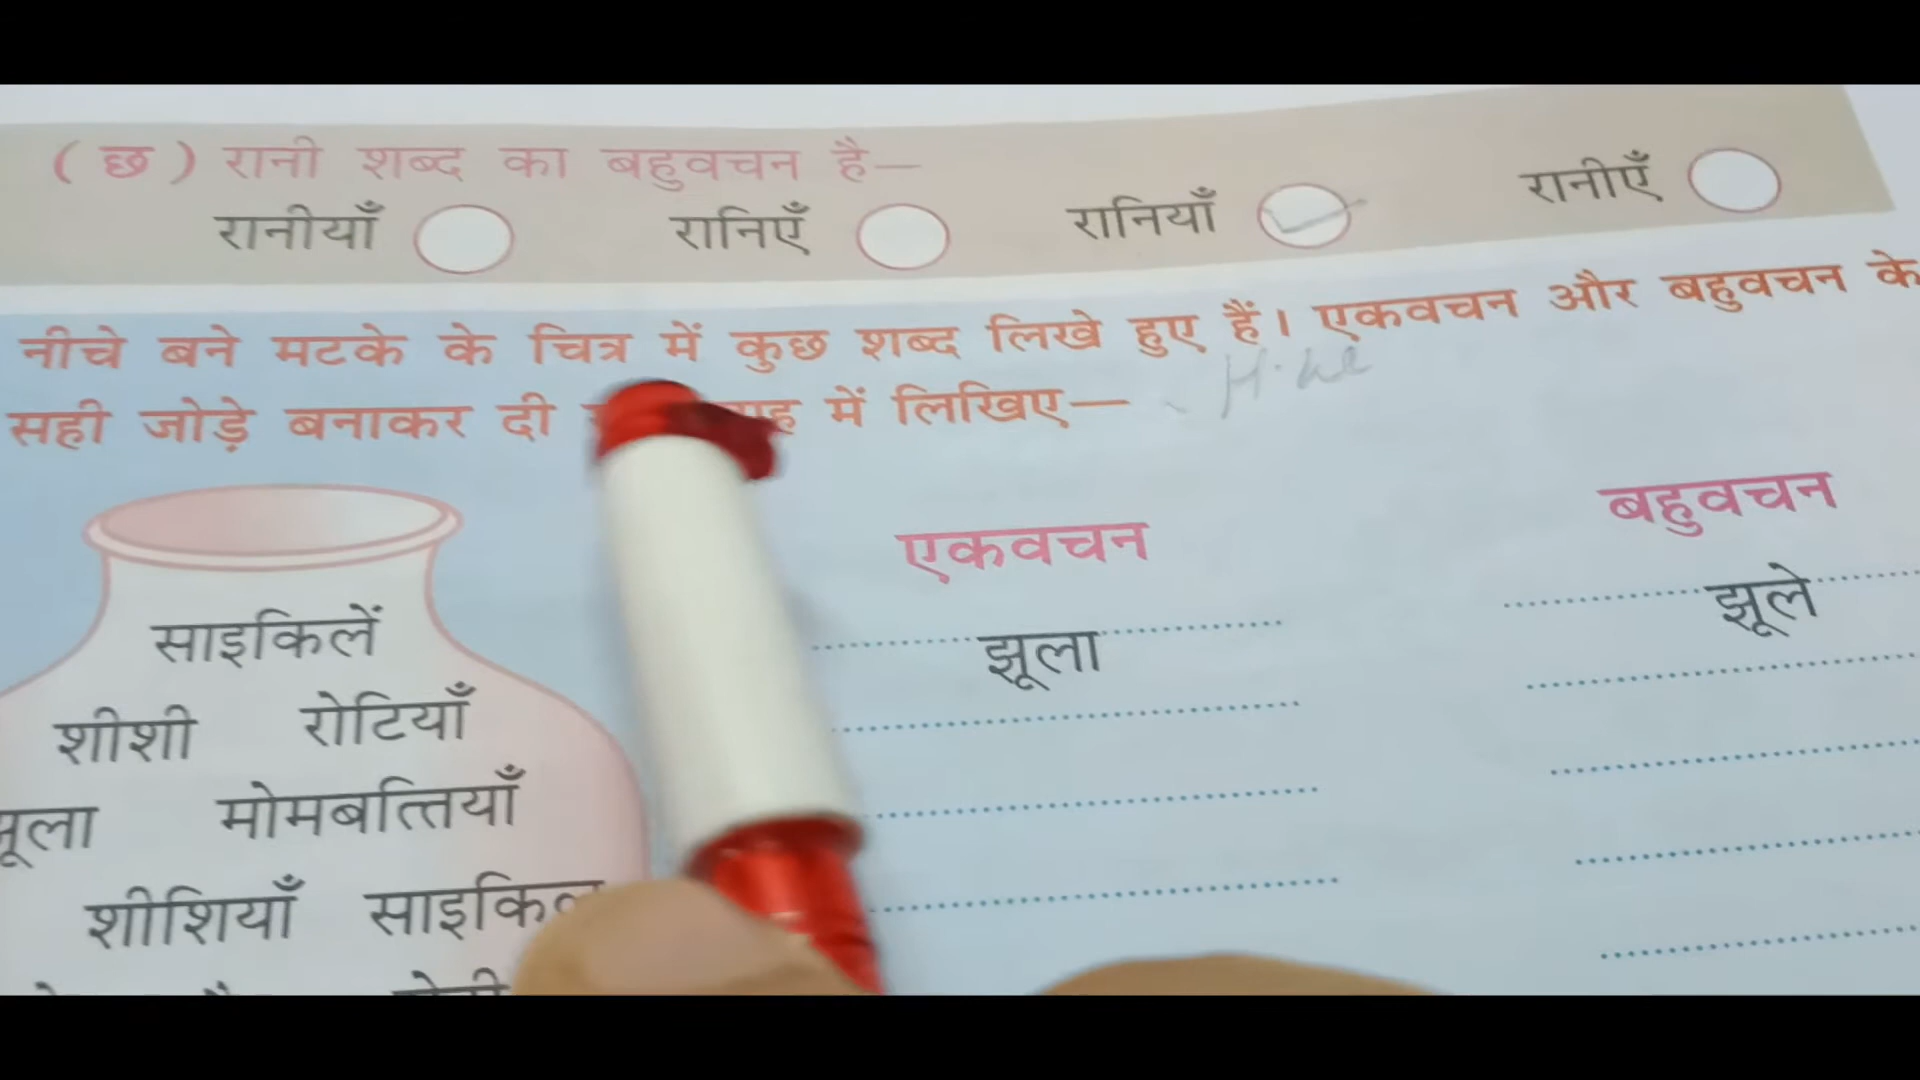 ( छ ) रानी शब्द का बहुवचन है—
रानीयाँ रानिएँ रानियाँ रानीएँ
नीचे बने मटके के चित्र में कुछ शब्द लिखे हुए हैं। एकवचन और बहुवचन के
सही जोड़े बनाकर दी में लिखिए—
एकवचन बहुवचन
झूला झूले
साइकिलें
शीशी रोटियाँ
मोमबत्तियाँ
शीशियाँ